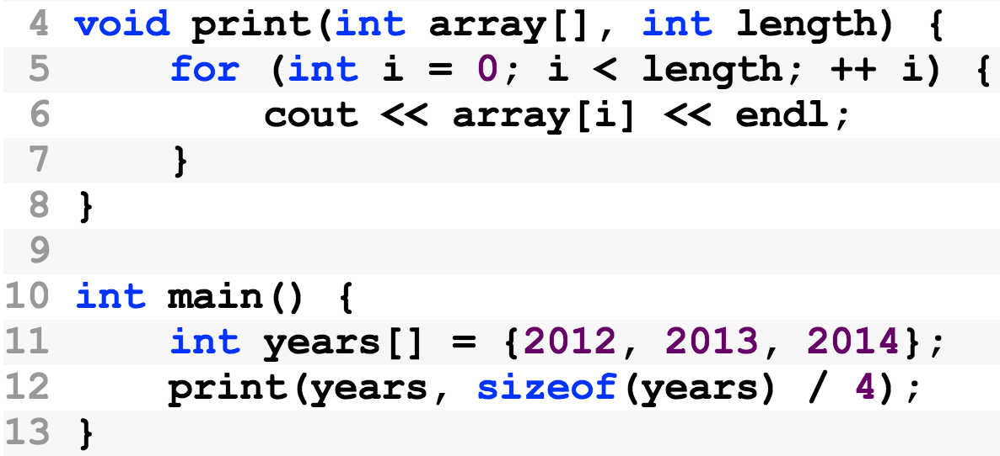 4 void print(int array[], int length) {
5     for (int i = 0; i < length; ++ i) {
6         cout << array[i] << endl;
7     }
8 }
9
10 int main() {
11     int years[] = {2012, 2013, 2014};
12     print(years, sizeof(years) / 4);
13 }